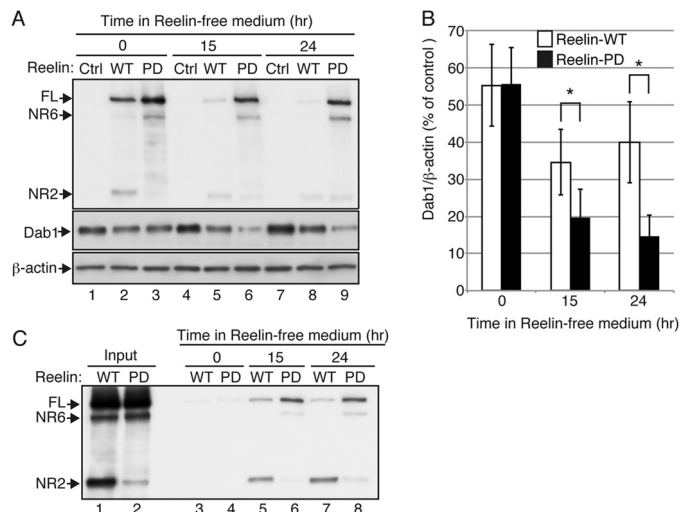 A
Time in Reelin-free medium (hr)
0 15 24
Reelin: Ctrl WT PD Ctrl WT PD Ctrl WT PD
FL
NR6
NR2
Dab1
β-actin
1 2 3 4 5 6 7 8 9
B
Dab1/β-actin (% of control )
70
60
50
40
30
20
10
0
Reelin-WT
Reelin-PD
*
*
0 15 24
Time in Reelin-free medium (hr)
C
Time in Reelin-free medium (hr)
Input 0 15 24
Reelin: WT PD WT PD WT PD WT PD
FL
NR6
NR2
1 2 3 4 5 6 7 8